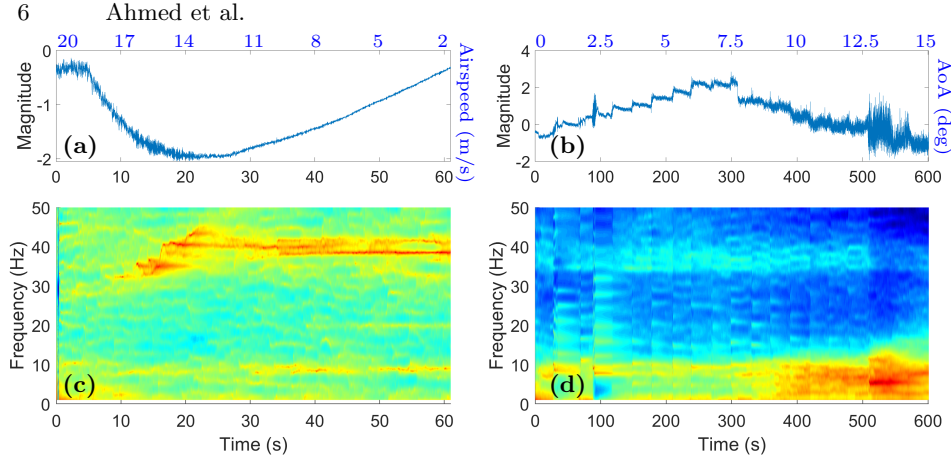 6 Ahmed et al.
20 17 14 11 8 5 2
0 2.5 5 7.5 10 12.5 15
Magnitude
0
-1
-2
(a)
Airspeed (m/s)
0 10 20 30 40 50 60
Magnitude
4
2
0
-2
(b)
AoA (deg)
0 100 200 300 400 500 600
Frequency (Hz)
50
40
30
20
10
0
(c)
0 10 20 30 40 50 60
Time (s)
Frequency (Hz)
50
40
30
20
10
0
(d)
0 100 200 300 400 500 600
Time (s)